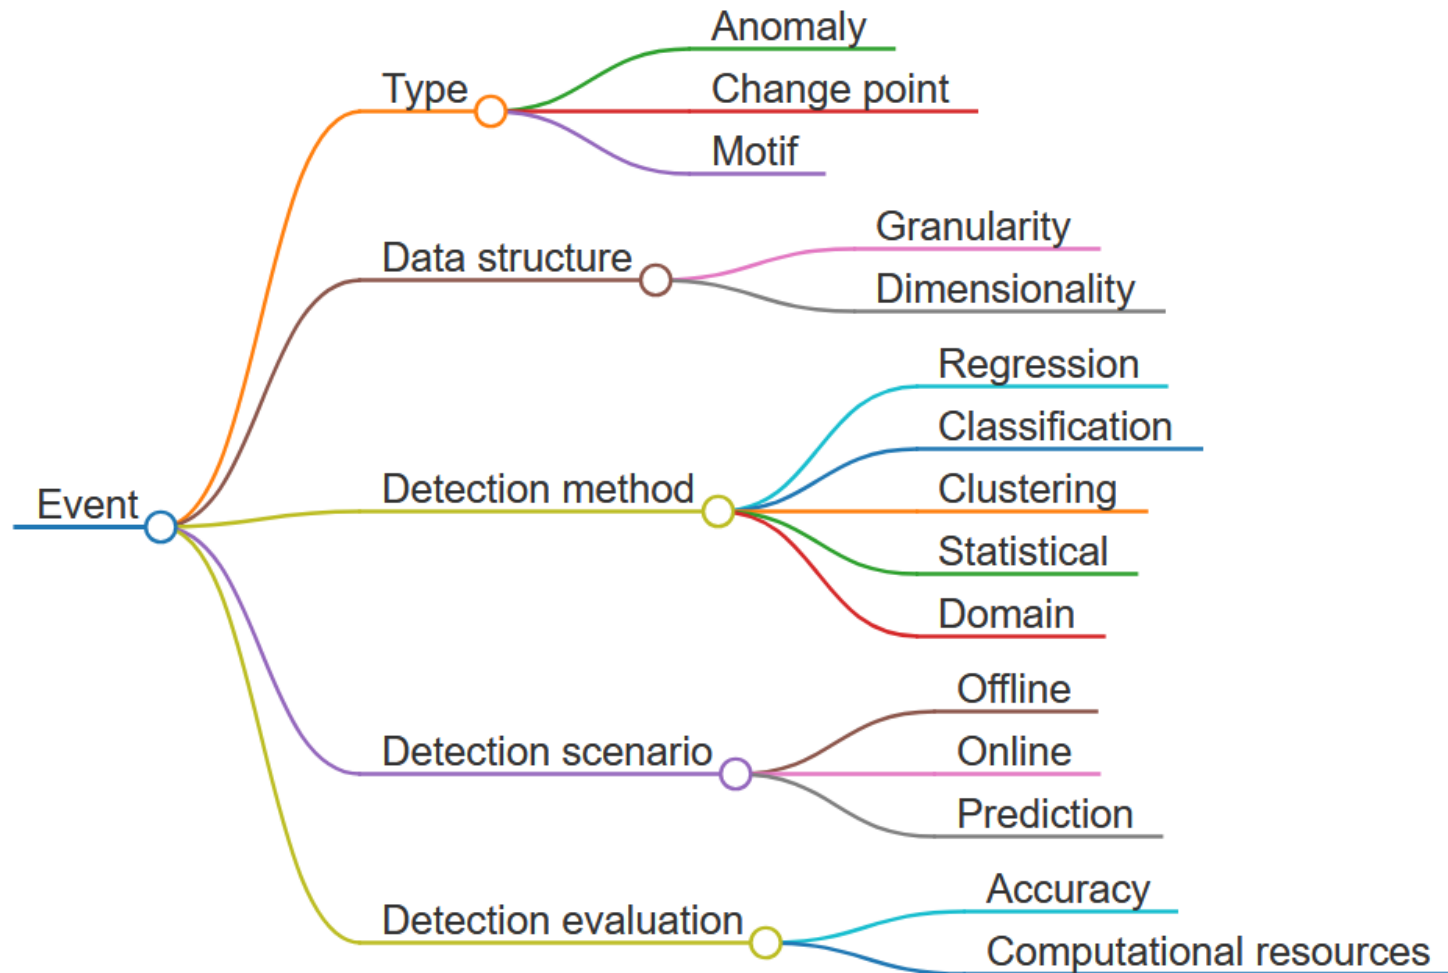 Event
Type
Anomaly
Change point
Motif
Data structure
Granularity
Dimensionality
Detection method
Regression
Classification
Clustering
Statistical
Domain
Detection scenario
Offline
Online
Prediction
Detection evaluation
Accuracy
Computational resources